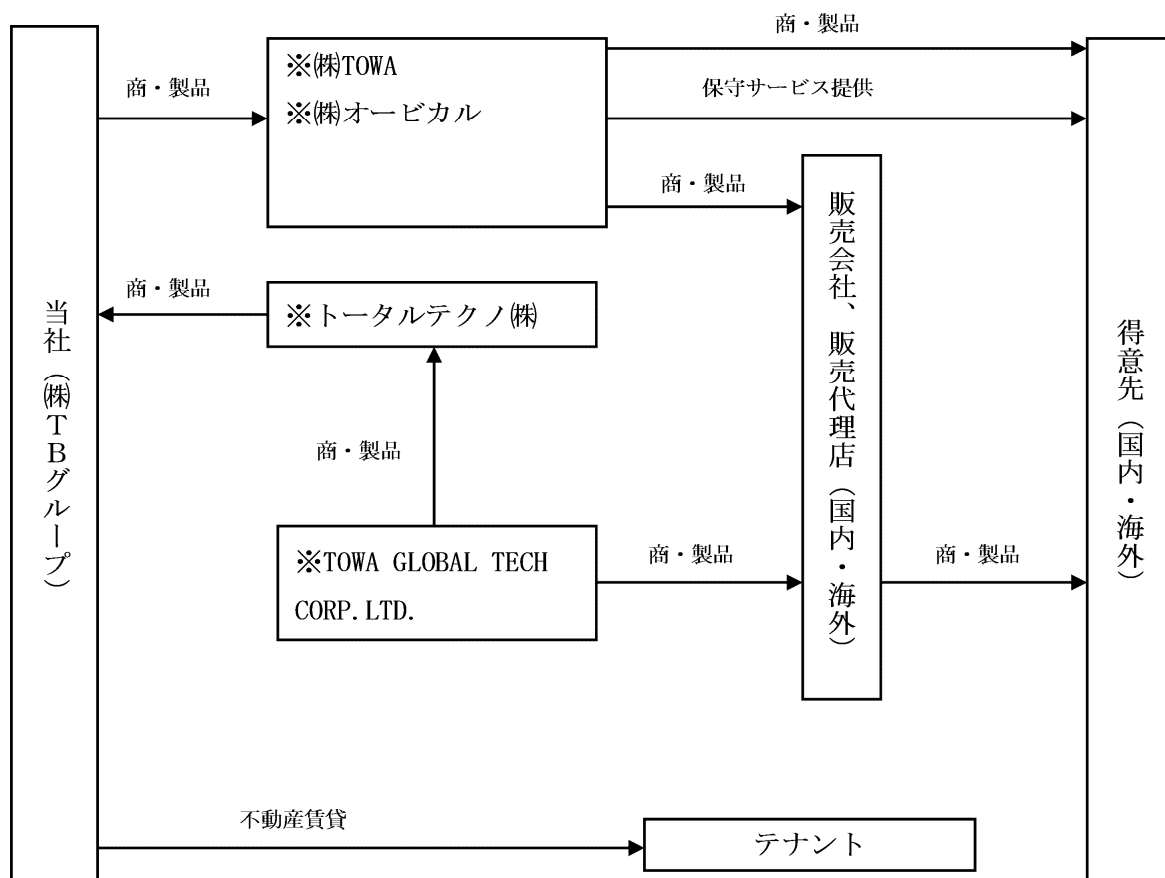 商・製品
※㈱TOWA
商・製品
※㈱オービカル
保守サービス提供
商・製品
商・製品
※トータルテクノ㈱
当社（㈱TBグループ）
販売会社、販売代理店（国内・海外）
得意先（国内・海外）
商・製品
※TOWA GLOBAL TECH
CORP.LTD.
商・製品
商・製品
不動産賃貸
テナント